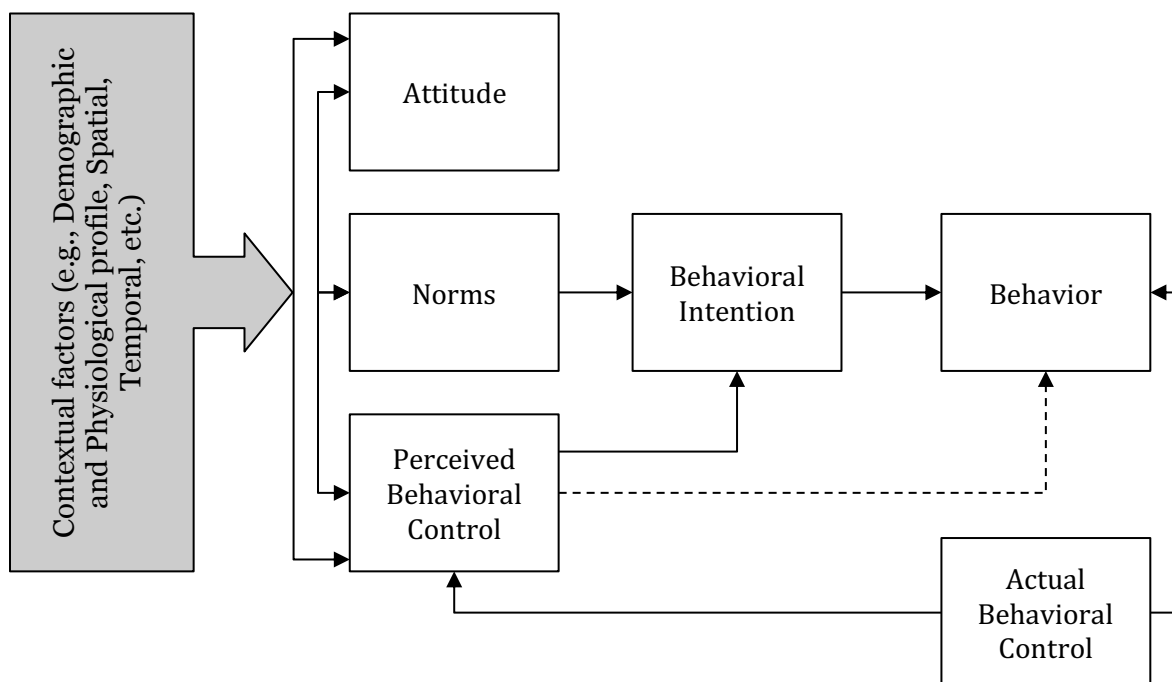 Contextual factors (e.g., Demographic
and Physiological profile, Spatial,
Temporal, etc.)
Attitude
Norms
Behavioral
Intention
Behavior
Perceived
Behavioral
Control
Actual
Behavioral
Control